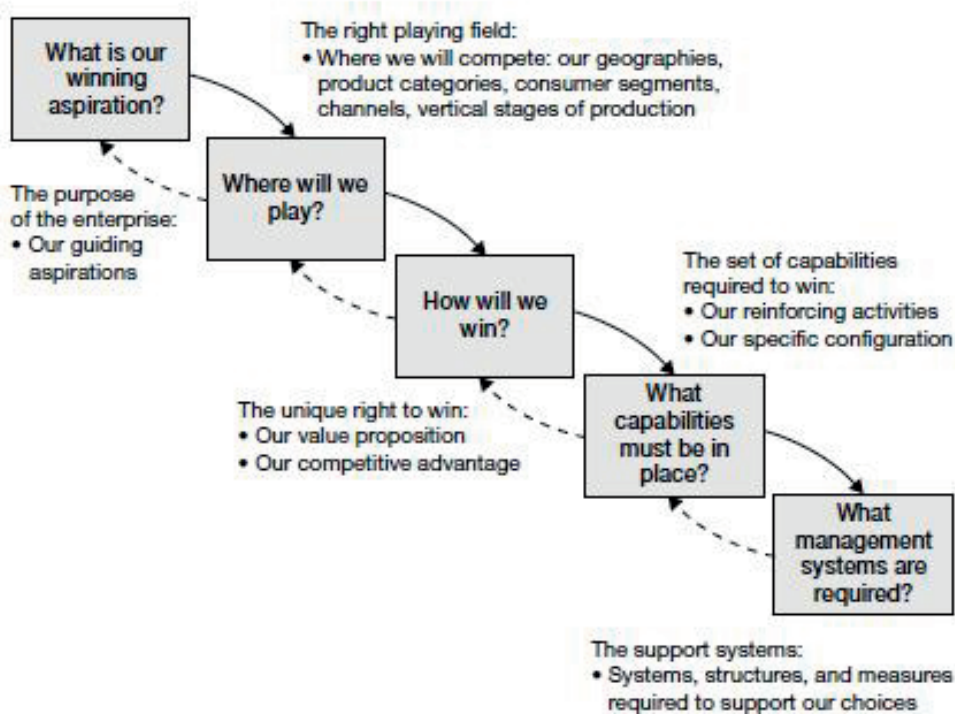 What is our
winning
aspiration?
The right playing field:
• Where we will compete: our geographies,
product categories, consumer segments,
channels, vertical stages of production
The purpose
of the enterprise:
• Our guiding
aspirations
Where will we
play?
How will we
win?
The unique right to win:
• Our value proposition
• Our competitive advantage
The set of capabilities
required to win:
• Our reinforcing activities
• Our specific configuration
What
capabilities
must be in
place?
What
management
systems are
required?
The support systems:
• Systems, structures, and measures
required to support our choices